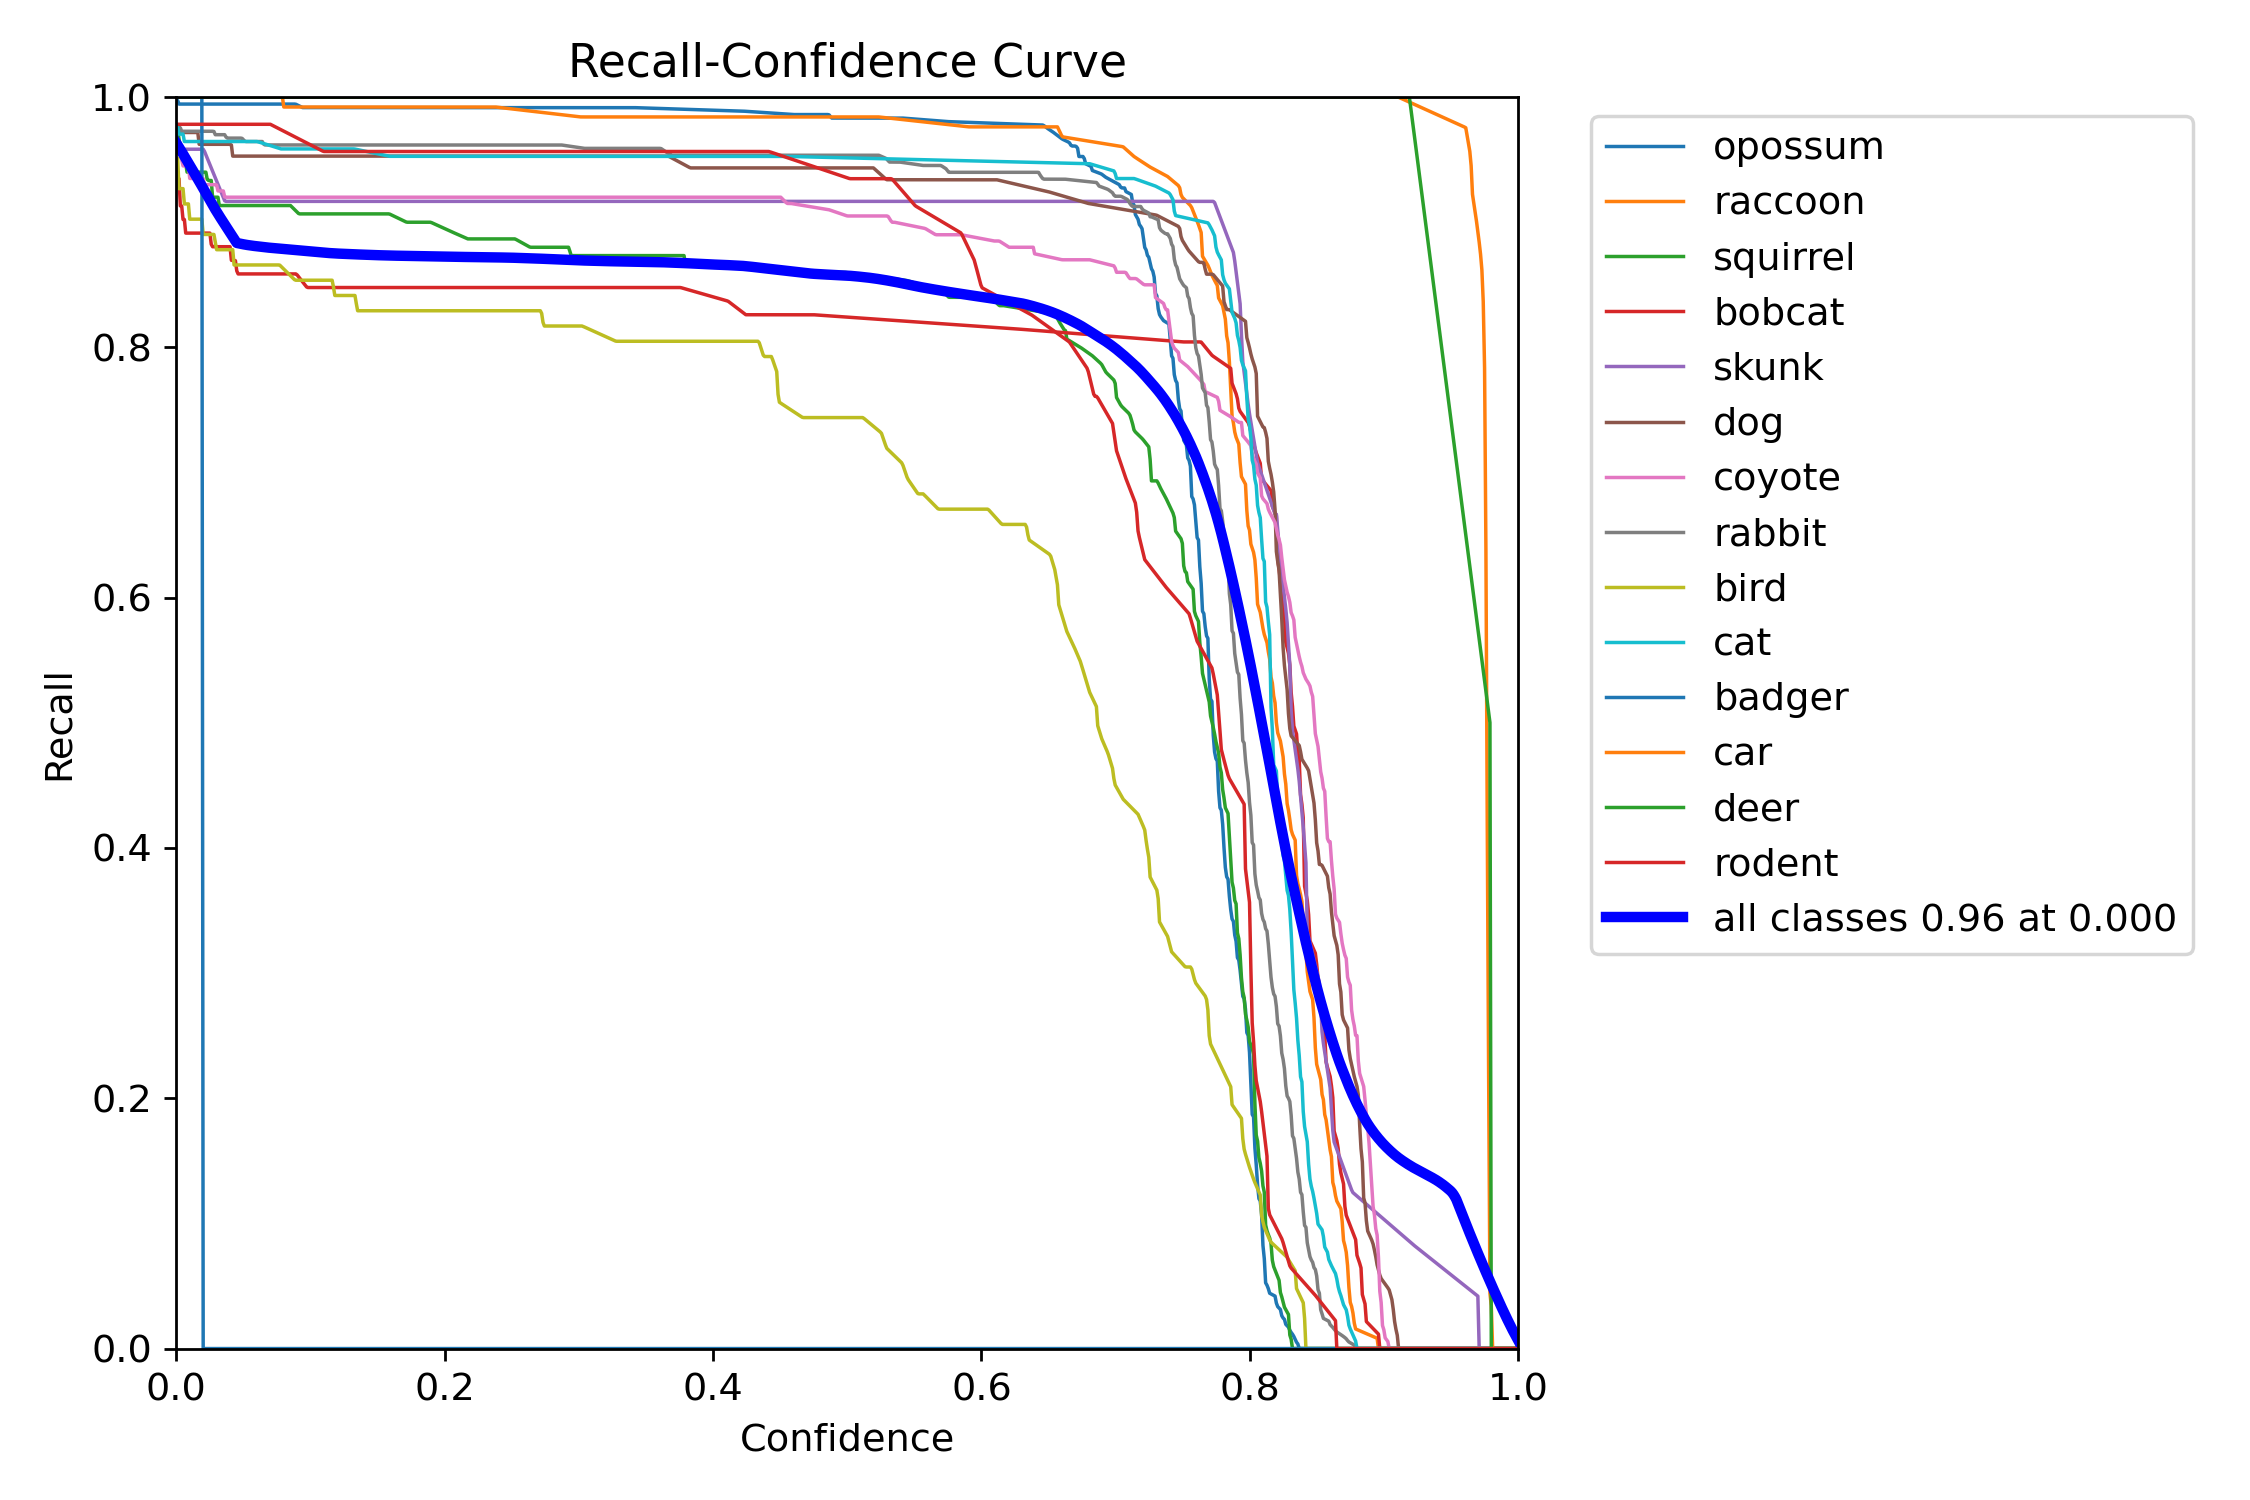 Recall-Confidence Curve
1.0
0.8
0.6
0.4
0.2
0.0
Recall
0.0 0.2 0.4 0.6 0.8 1.0
Confidence
opossum
raccoon
squirrel
bobcat
skunk
dog
coyote
rabbit
bird
cat
badger
car
deer
rodent
all classes 0.96 at 0.000